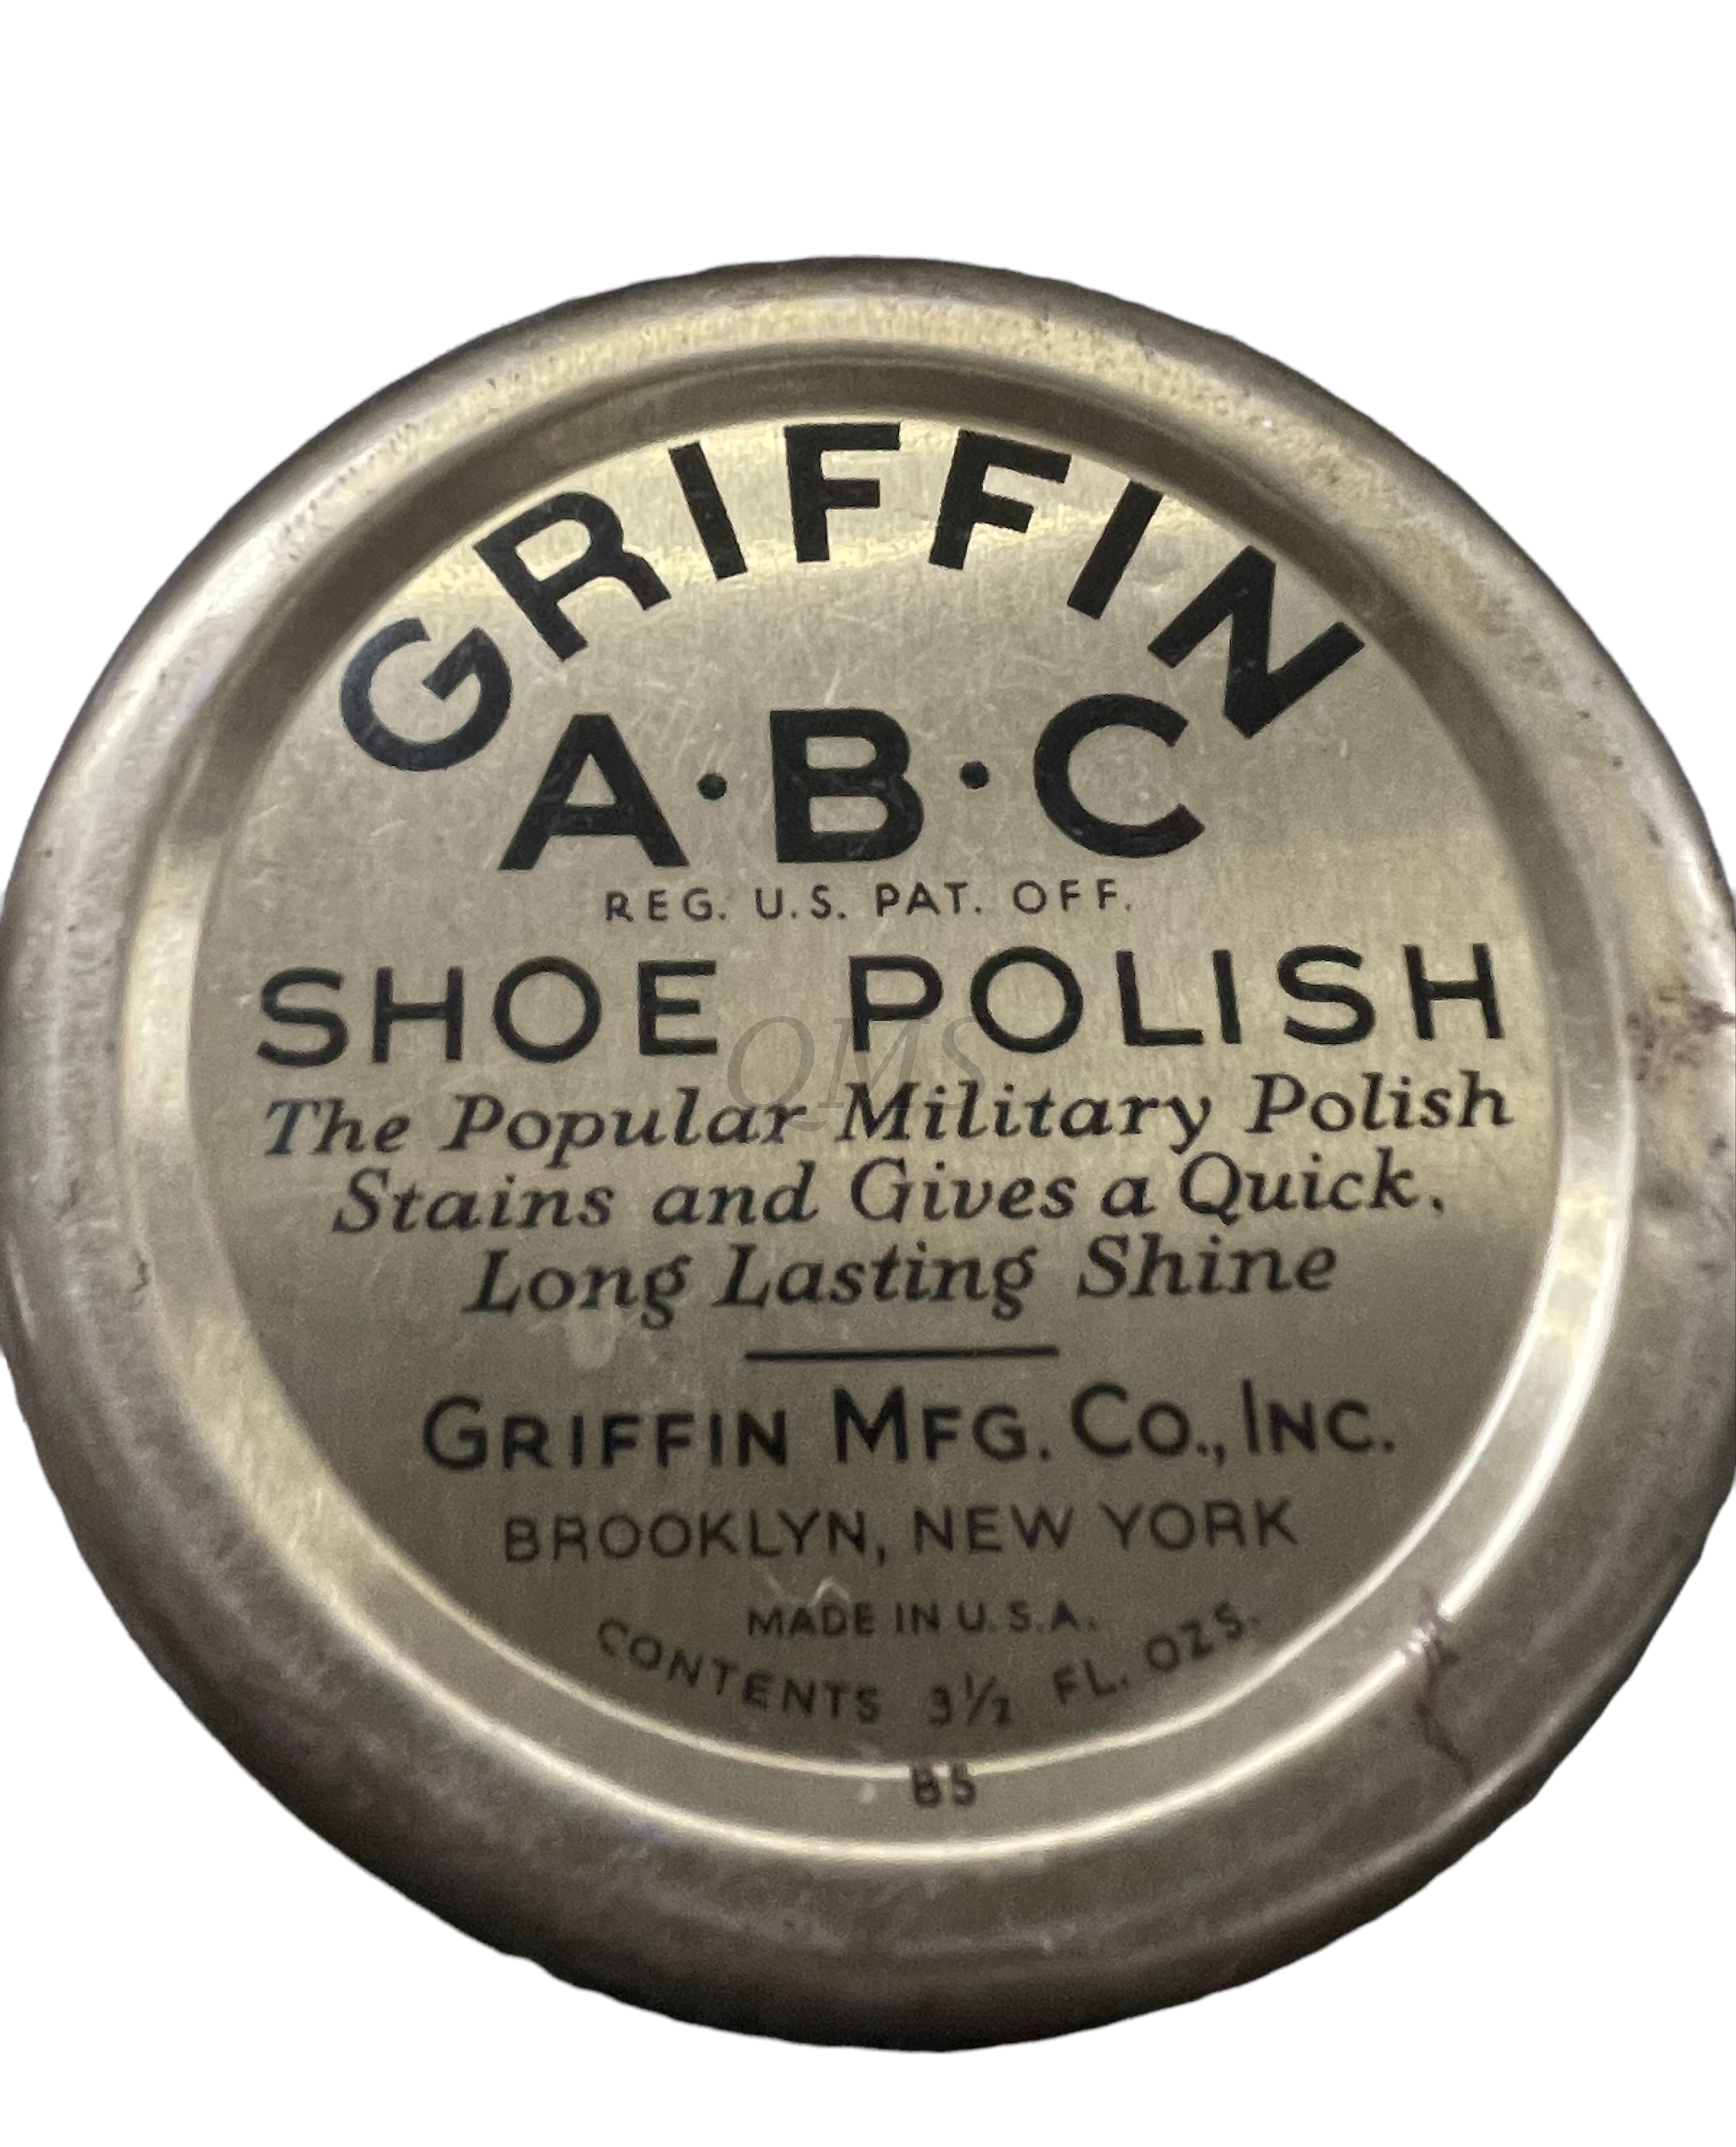 GRIFFIN
A·B·C
REG. U.S. PAT. OFF.
SHOE POLISH
QMS
The Popular Military Polish
Stains and Gives a Quick,
Long Lasting Shine
GRIFFIN MFG. CO., INC.
BROOKLYN, NEW YORK
MADE IN U.S.A.
CONTENTS 3½ FL. OZS.
B5